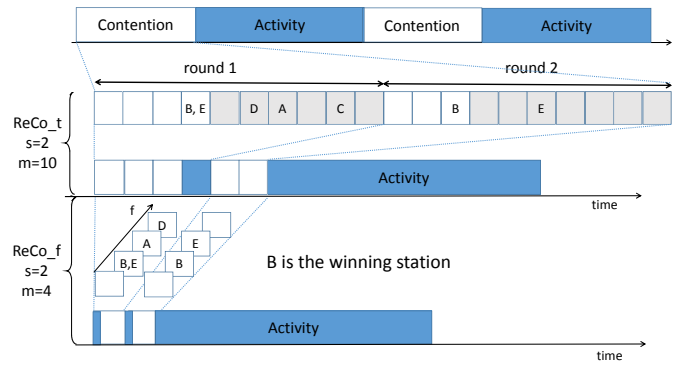 Contention Activity Contention Activity
round 1 round 2
ReCo_t
s=2
m=10
B, E D A C B E
Activity
time
ReCo_f
s=2
m=4
f
D
A E
B,E B
B is the winning station
Activity
time